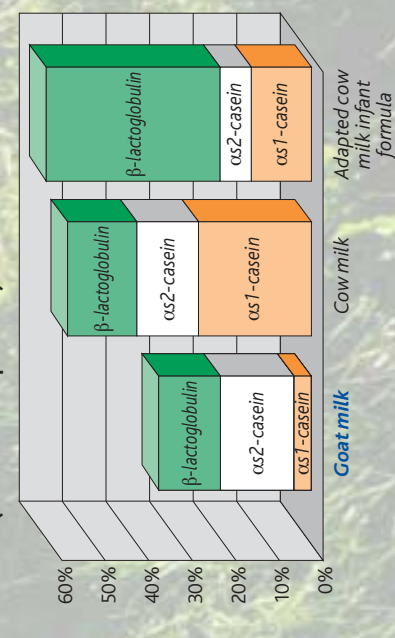 60%
50%
40%
30%
20%
10%
0%
β-lactoglobulin
αs2-casein
αs1-casein
Goat milk
β-lactoglobulin
αs2-casein
αs1-casein
Cow milk
β-lactoglobulin
αs2-casein
αs1-casein
Adapted cow
milk infant
formula